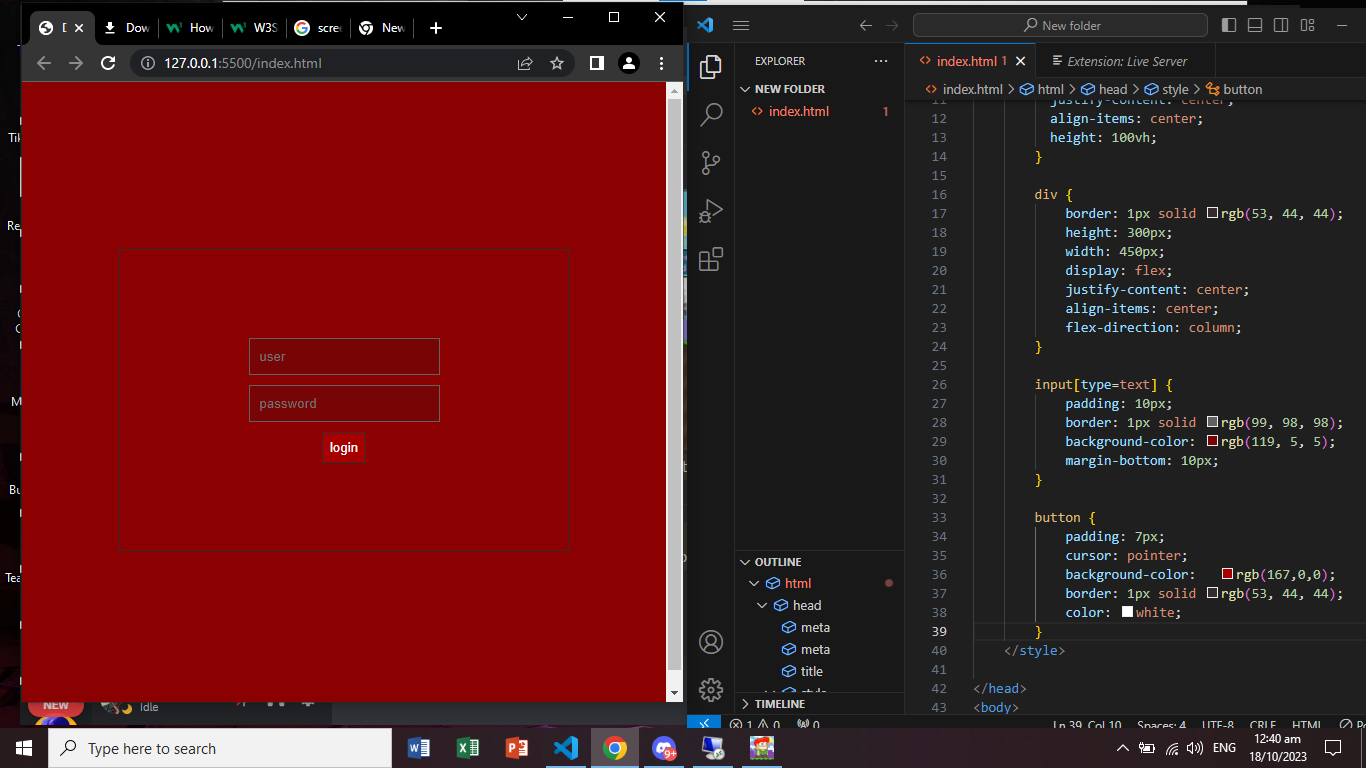 Dow
How
W3S
scre
New
127.0.0.1:5500/index.html
user
password
login
NEW
Idle
New folder
EXPLORER
NEW FOLDER
index.html 1
OUTLINE
html
head
meta
meta
title
style
TIMELINE
index.html 1
Extension: Live Server
index.html > html > head > style > button
11 justify-content: center;
12 align-items: center;
13 height: 100vh;
14 }
15
16 div {
17 border: 1px solid rgb(53, 44, 44);
18 height: 300px;
19 width: 450px;
20 display: flex;
21 justify-content: center;
22 align-items: center;
23 flex-direction: column;
24 }
25
26 input[type=text] {
27 padding: 10px;
28 border: 1px solid rgb(99, 98, 98);
29 background-color: rgb(119, 5, 5);
30 margin-bottom: 10px;
31 }
32
33 button {
34 padding: 7px;
35 cursor: pointer;
36 background-color: rgb(167,0,0);
37 border: 1px solid rgb(53, 44, 44);
38 color: white;
39 }
40 </style>
41
42 </head>
43 <body>
1 0 0
Ln 39, Col 10 Spaces: 4 UTF-8 CRLF HTML
Type here to search
9+
ENG
12:40 am
18/10/2023